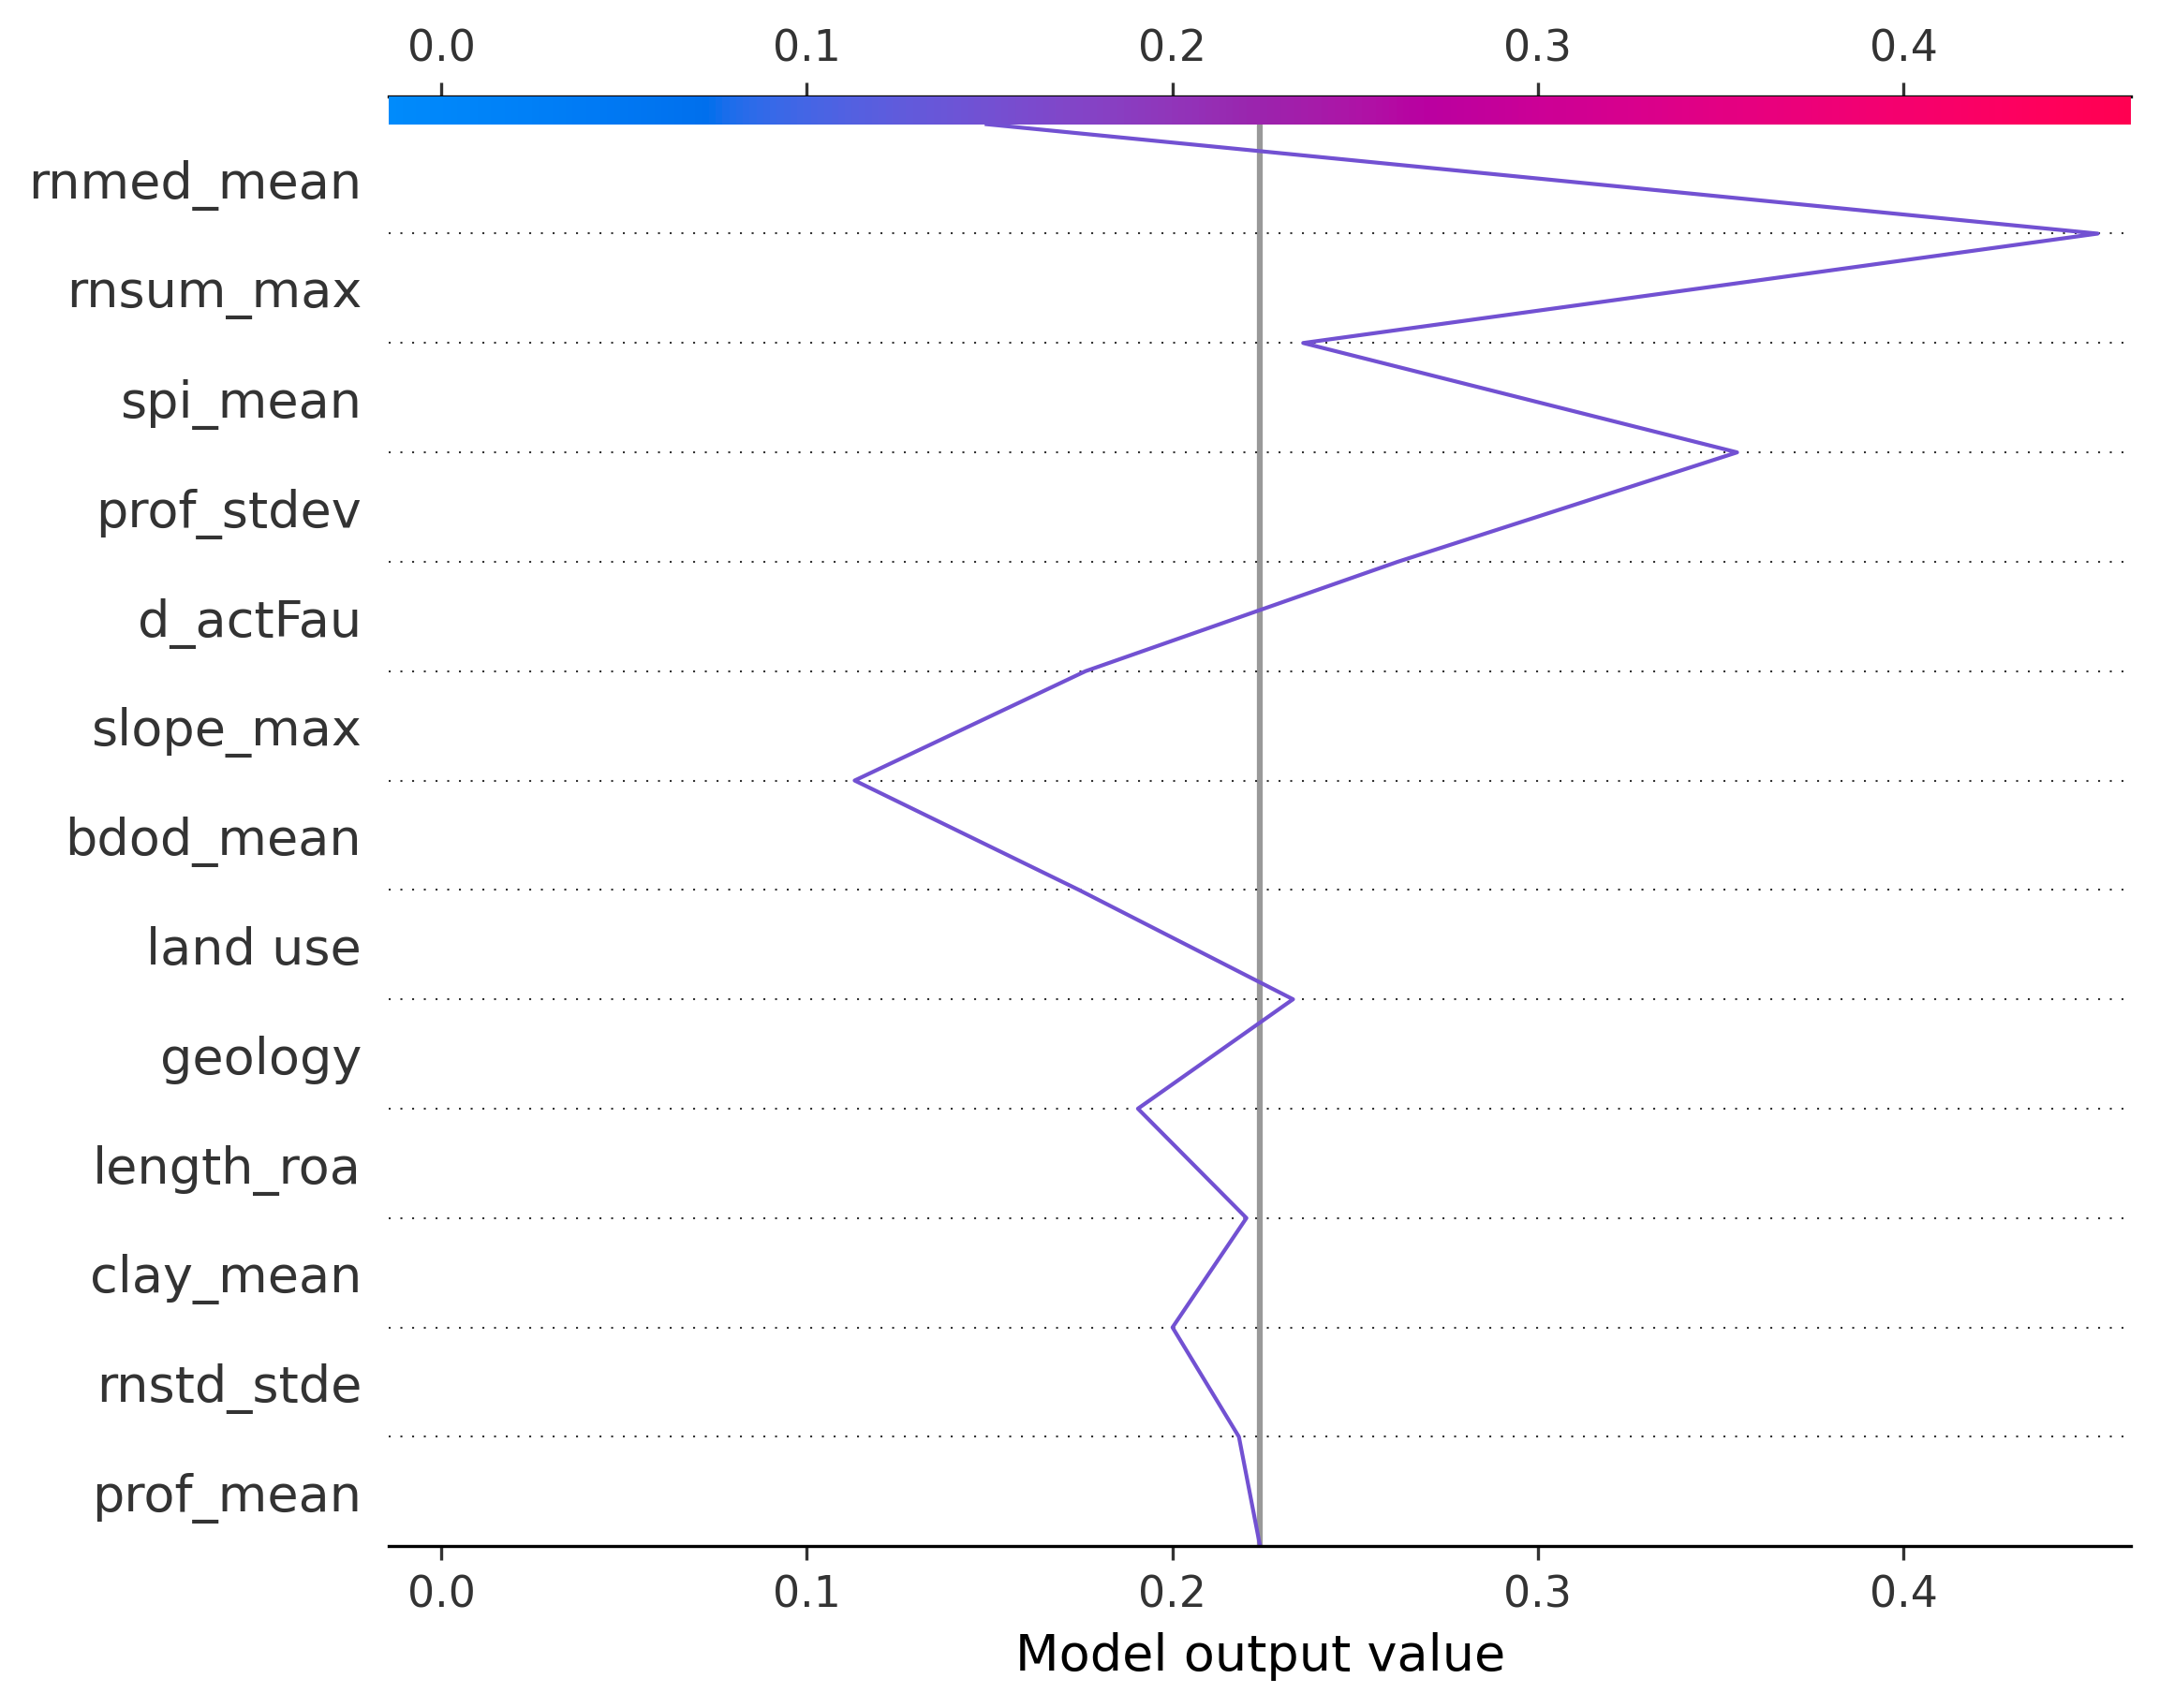 0.0 0.1 0.2 0.3 0.4
rnmed_mean
rnsum_max
spi_mean
prof_stdev
d_actFau
slope_max
bdod_mean
land use
geology
length_roa
clay_mean
rnstd_stde
prof_mean
0.0 0.1 0.2 0.3 0.4
Model output value